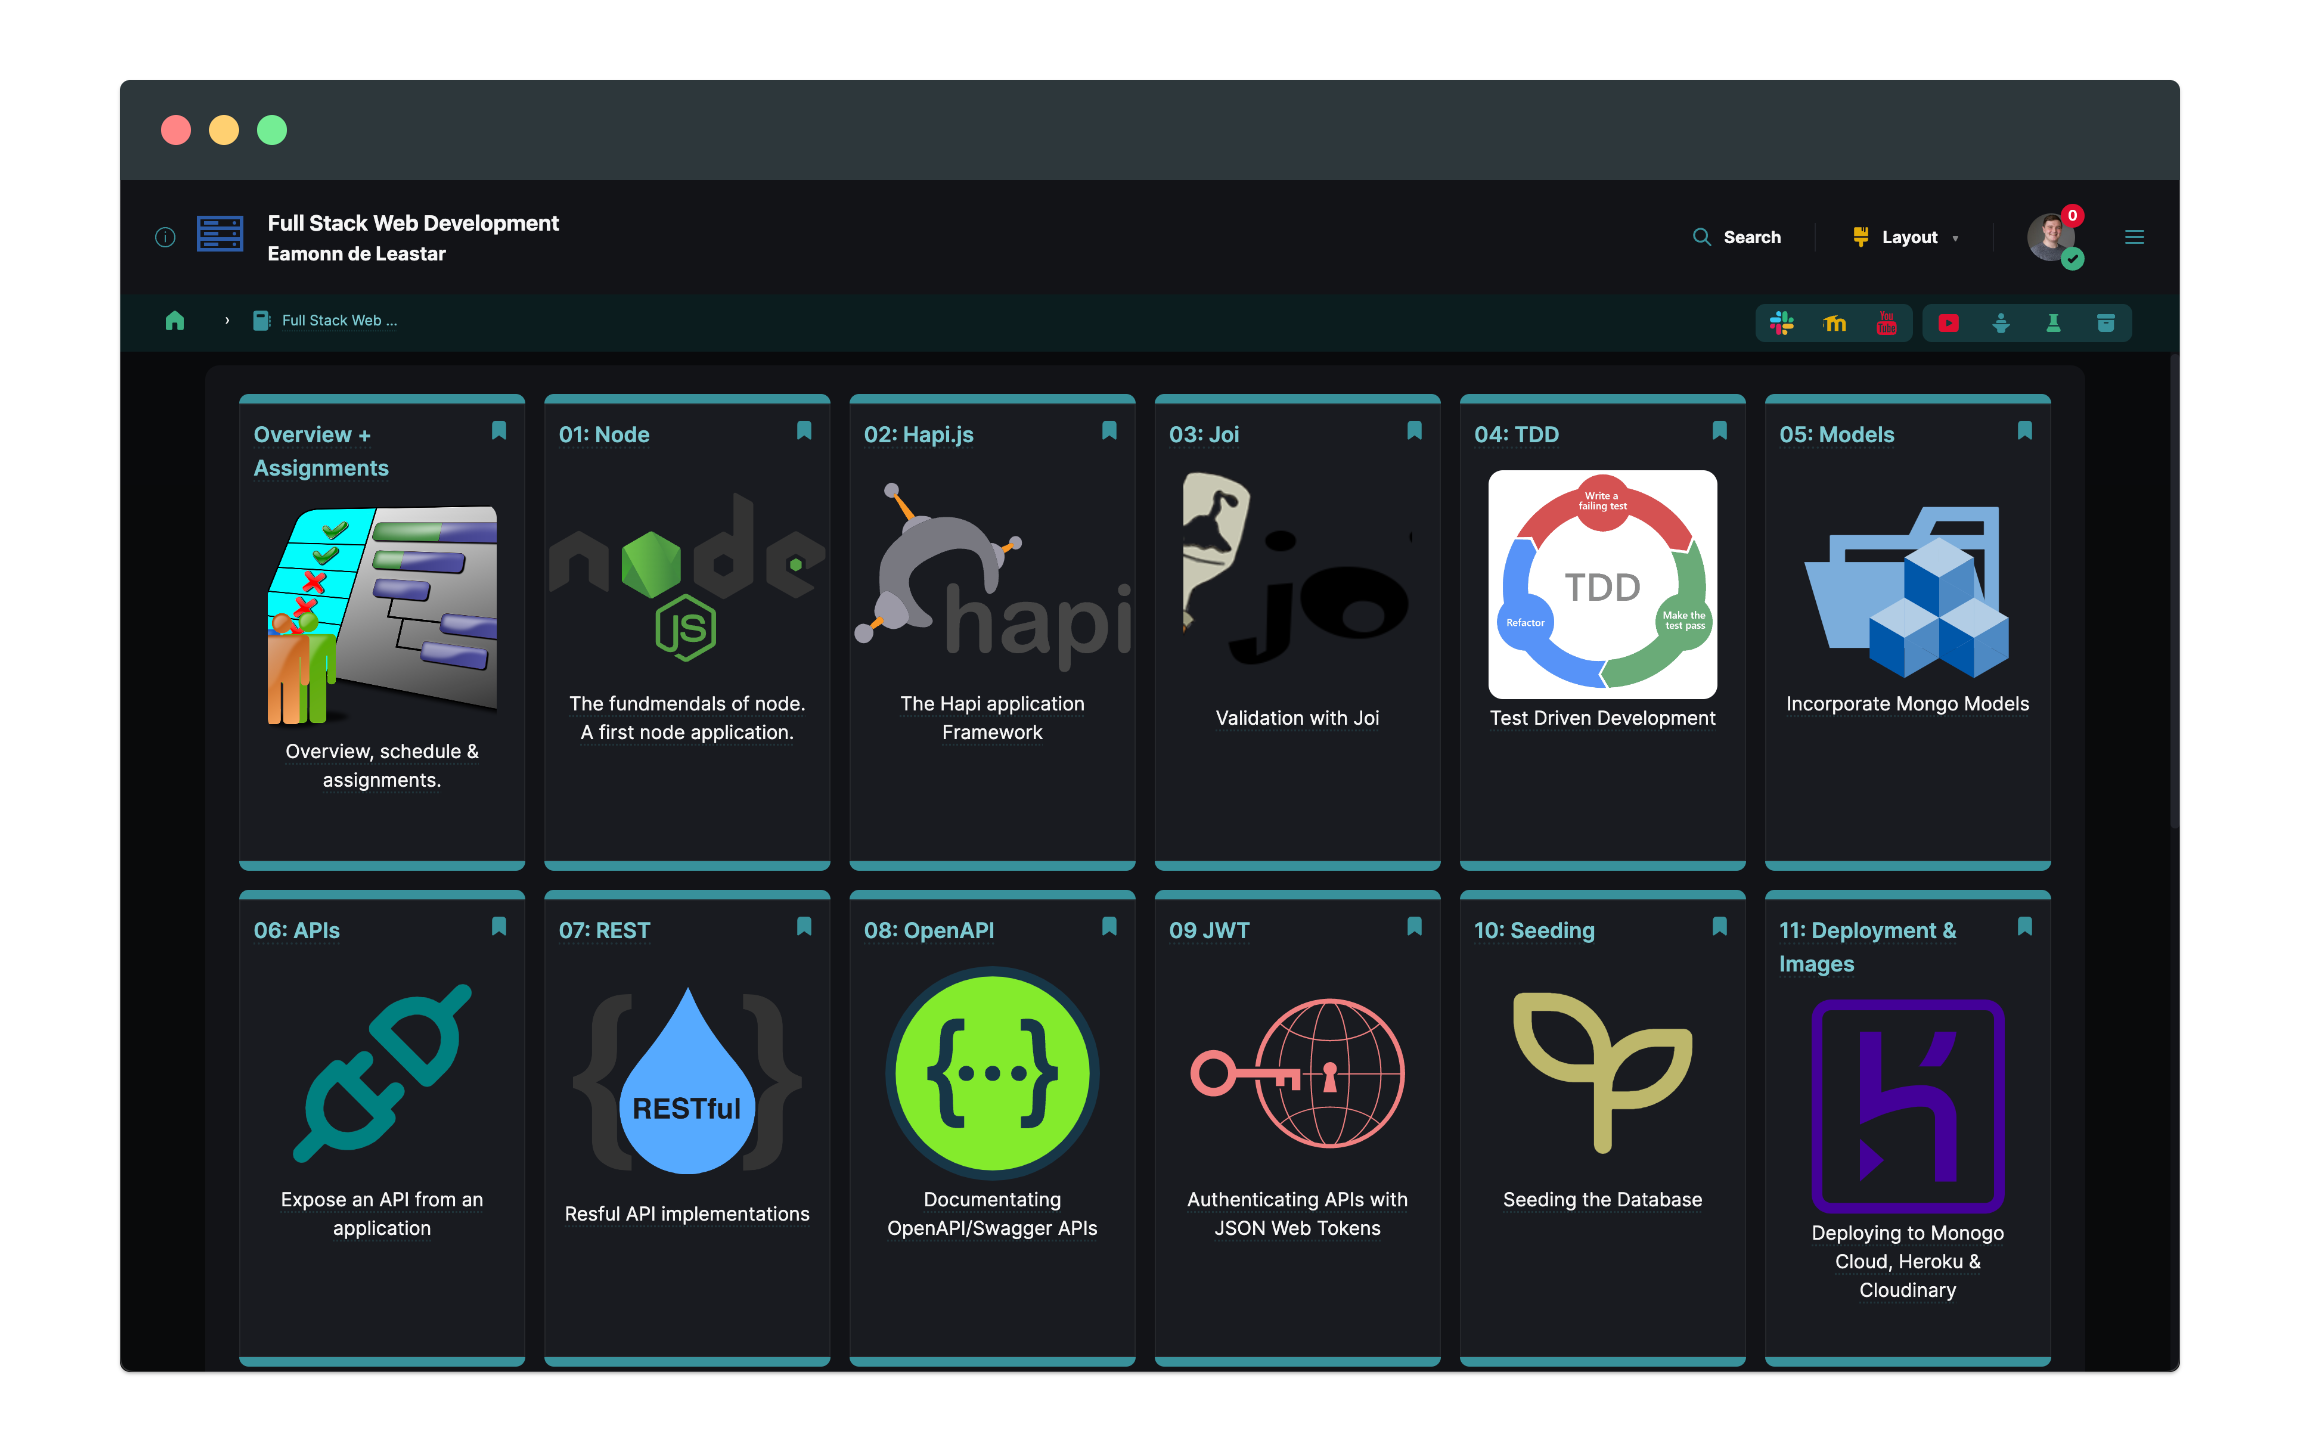 Full Stack Web Development
Eamonn de Leastar
Search
Layout
0
Full Stack Web ...
You
Tube
Overview +
Assignments
Overview, schedule &
assignments.
01: Node
node
JS
The fundmendals of node.
A first node application.
02: Hapi.js
hapi
The Hapi application
Framework
03: Joi
joi
Validation with Joi
04: TDD
Write a
failing test
TDD
Refactor
Make the
test pass
Test Driven Development
05: Models
Incorporate Mongo Models
06: APIs
Expose an API from an
application
07: REST
{RESTful}
Resful API implementations
08: OpenAPI
{...}
Documentating
OpenAPI/Swagger APIs
09 JWT
Authenticating APIs with
JSON Web Tokens
10: Seeding
Seeding the Database
11: Deployment &
Images
Deploying to Monogo
Cloud, Heroku &
Cloudinary